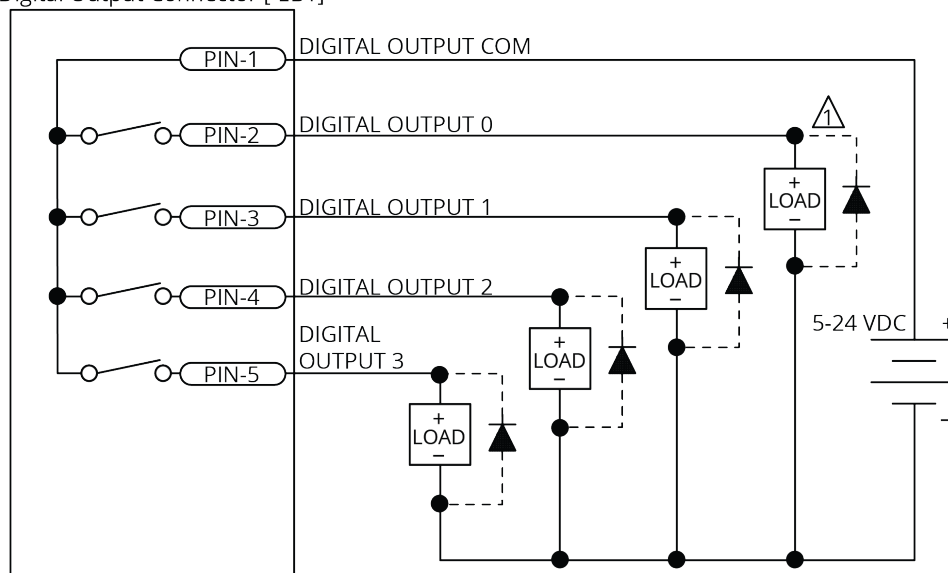 PIN-1 DIGITAL OUTPUT COM
PIN-2 DIGITAL OUTPUT 0
1
+
LOAD
−
PIN-3 DIGITAL OUTPUT 1
+
LOAD
−
PIN-4 DIGITAL OUTPUT 2
+
LOAD
−
5-24 VDC +
−
DIGITAL
OUTPUT 3
PIN-5
+
LOAD
−